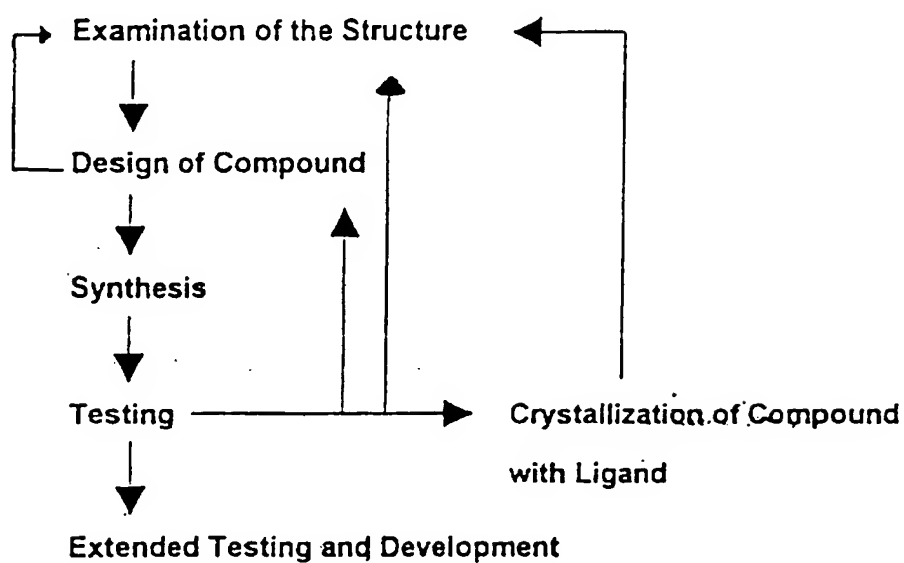 Examination of the Structure
Design of Compound
Synthesis
Testing
Crystallization of Compound
with Ligand
Extended Testing and Development